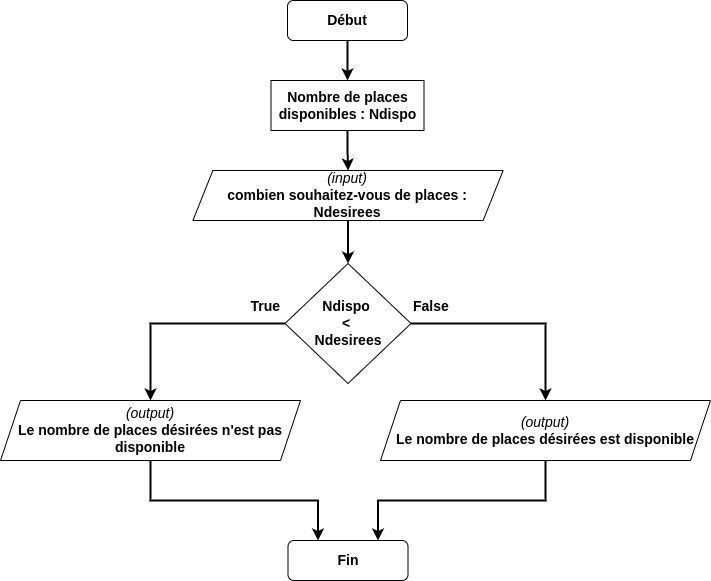 Début
Nombre de places
disponibles : Ndispo
(input)
combien souhaitez-vous de places :
Ndesirees
True
Ndispo
<
Ndesirees
False
(output)
Le nombre de places désirées n'est pas
disponible
(output)
Le nombre de places désirées est disponible
Fin